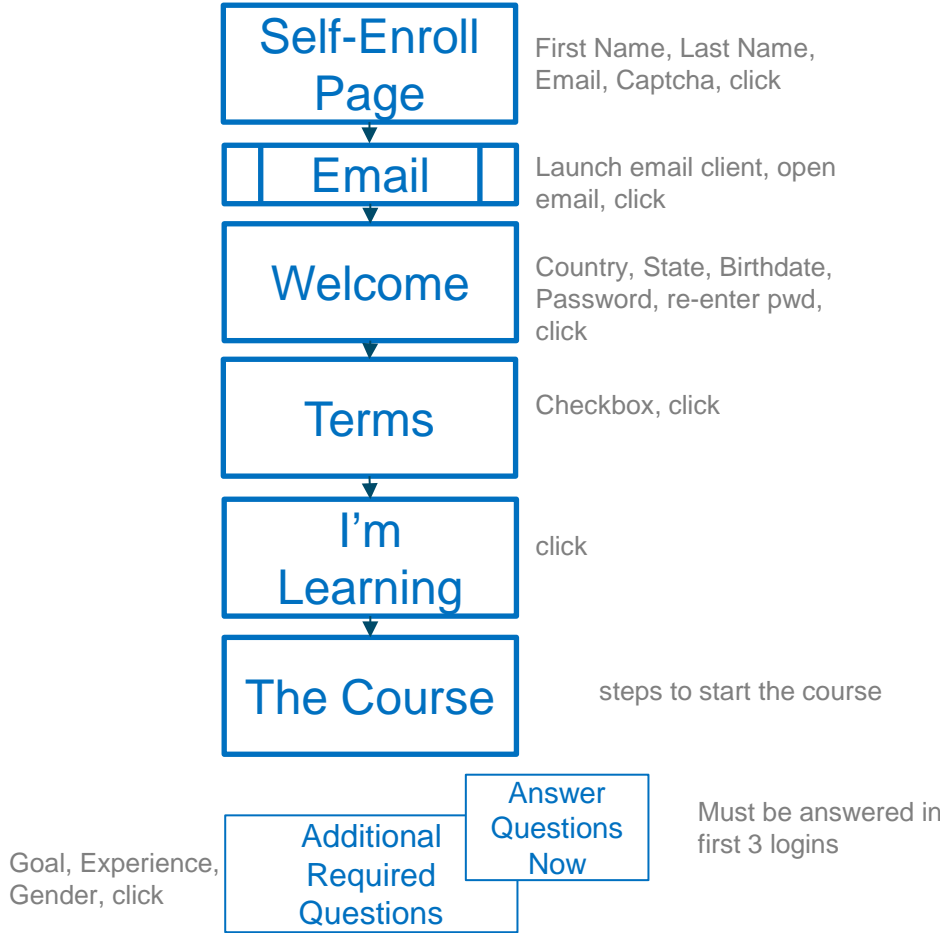 Self-Enroll
Page
First Name, Last Name,
Email, Captcha, click
Email
Launch email client, open
email, click
Welcome
Country, State, Birthdate,
Password, re-enter pwd,
click
Terms
Checkbox, click
I’m
Learning
click
The Course
steps to start the course
Answer
Questions
Now
Must be answered in
first 3 logins
Additional
Required
Questions
Goal, Experience,
Gender, click